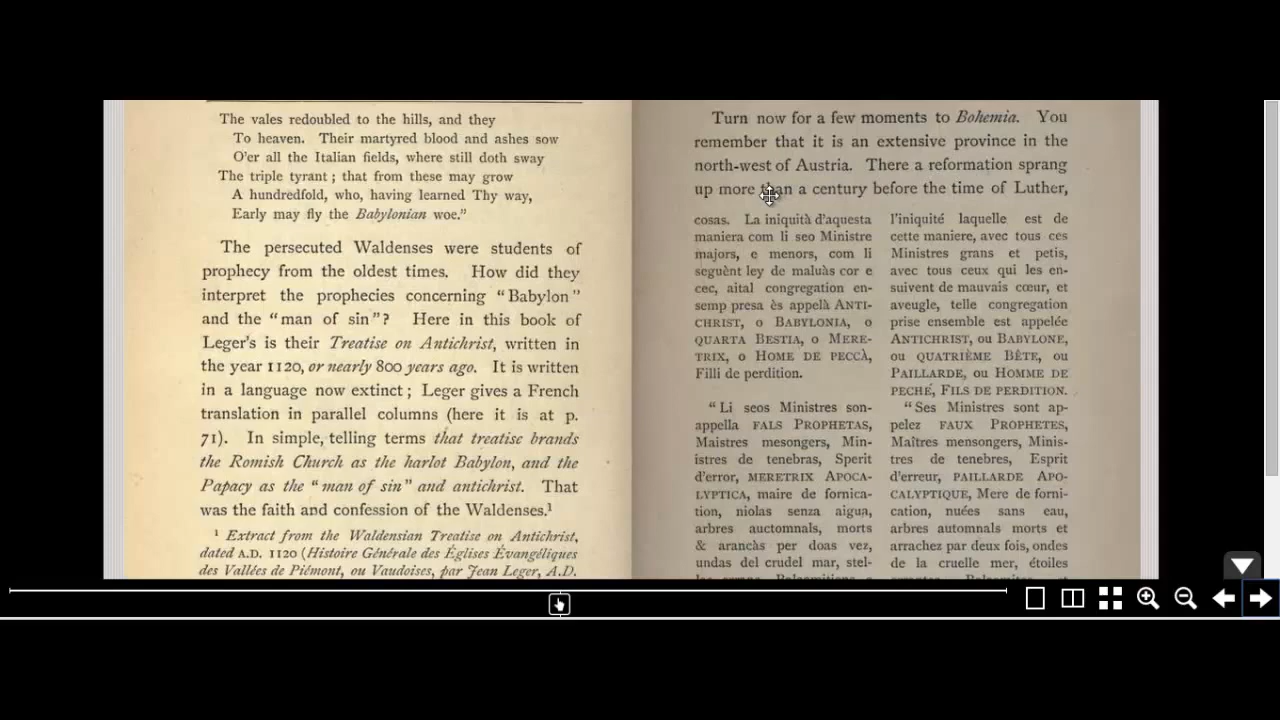 The vales redoubled to the hills, and they
To heaven. Their martyred blood and ashes sow
O'er all the Italian fields, where still doth sway
The triple tyrant; that from these may grow
A hundredfold, who, having learned Thy way,
Early may fly the Babylonian woe."
The persecuted Waldenses were students of
prophecy from the oldest times. How did they
interpret the prophecies concerning "Babylon"
and the "man of sin"? Here in this book of
Leger's is their Treatise on Antichrist, written in
the year 1120, or nearly 800 years ago. It is written
in a language now extinct; Leger gives a French
translation in parallel columns (here it is at p.
71). In simple, telling terms that treatise brands
the Romish Church as the harlot Babylon, and the
Papacy as the "man of sin" and antichrist. That
was the faith and confession of the Waldenses.¹
¹ Extract from the Waldensian Treatise on Antichrist,
dated A.D. 1120 (Histoire Générale des Églises Évangéliques
des Vallées de Piémont, ou Vaudoises, par Jean Leger, A.D.
Turn now for a few moments to Bohemia. You
remember that it is an extensive province in the
north-west of Austria. There a reformation sprang
up more than a century before the time of Luther,
cosas. La iniquità d'aquesta
maniera com li seo Ministre
majors, e menors, com li
seguènt ley de maluàs cor e
cec, aital congregation en-
semp presa ès appelà ANTI-
CHRIST, o BABYLONIA, o
QUARTA BESTIA, o MERE-
TRIX, o HOME DE PECCÀ,
Filli de perdition.
"Li seos Ministres son-
appella FALS PROPHETAS,
Maistres mesongers, Min-
istres de tenebras, Sperit
d'error, MERETRIX APOCA-
LYPTICA, maire de fornica-
tion, niolas senza aigua,
arbres auctomnals, morts
& arancàs per doas vez,
undas del crudel mar, stel-
l'iniquité laquelle est de
cette maniere, avec tous ces
Ministres grans et petis,
avec tous ceux qui les en-
suivent de mauvais cœur, et
aveugle, telle congregation
prise ensemble est appelée
ANTICHRIST, ou BABYLONE,
ou QUATRIÈME BÊTE, ou
PAILLARDE, ou HOMME DE
PECHÉ, FILS DE PERDITION.
"Ses Ministres sont ap-
pelez FAUX PROPHETES,
Maîtres mensongers, Minis-
tres de tenebres, Esprit
d'erreur, PAILLARDE APO-
CALYPTIQUE, Mere de forni-
cation, nuées sans eau,
arbres automnals morts et
arrachez par deux fois, ondes
de la cruelle mer, étoiles